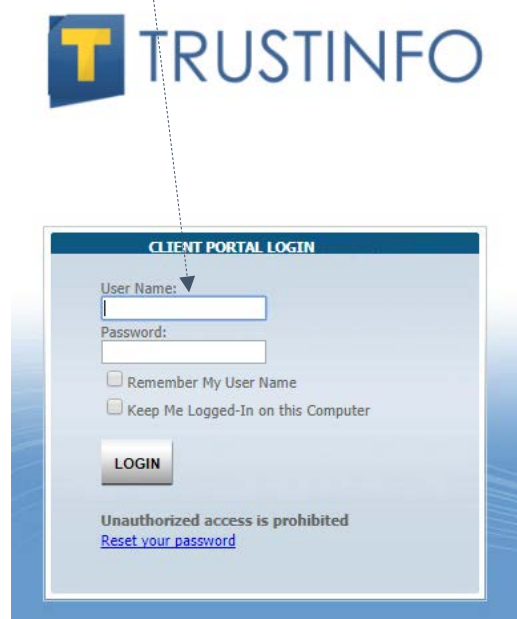 T TRUSTINFO
CLIENT PORTAL LOGIN
User Name:
Password:
Remember My User Name
Keep Me Logged-In on this Computer
LOGIN
Unauthorized access is prohibited
Reset your password